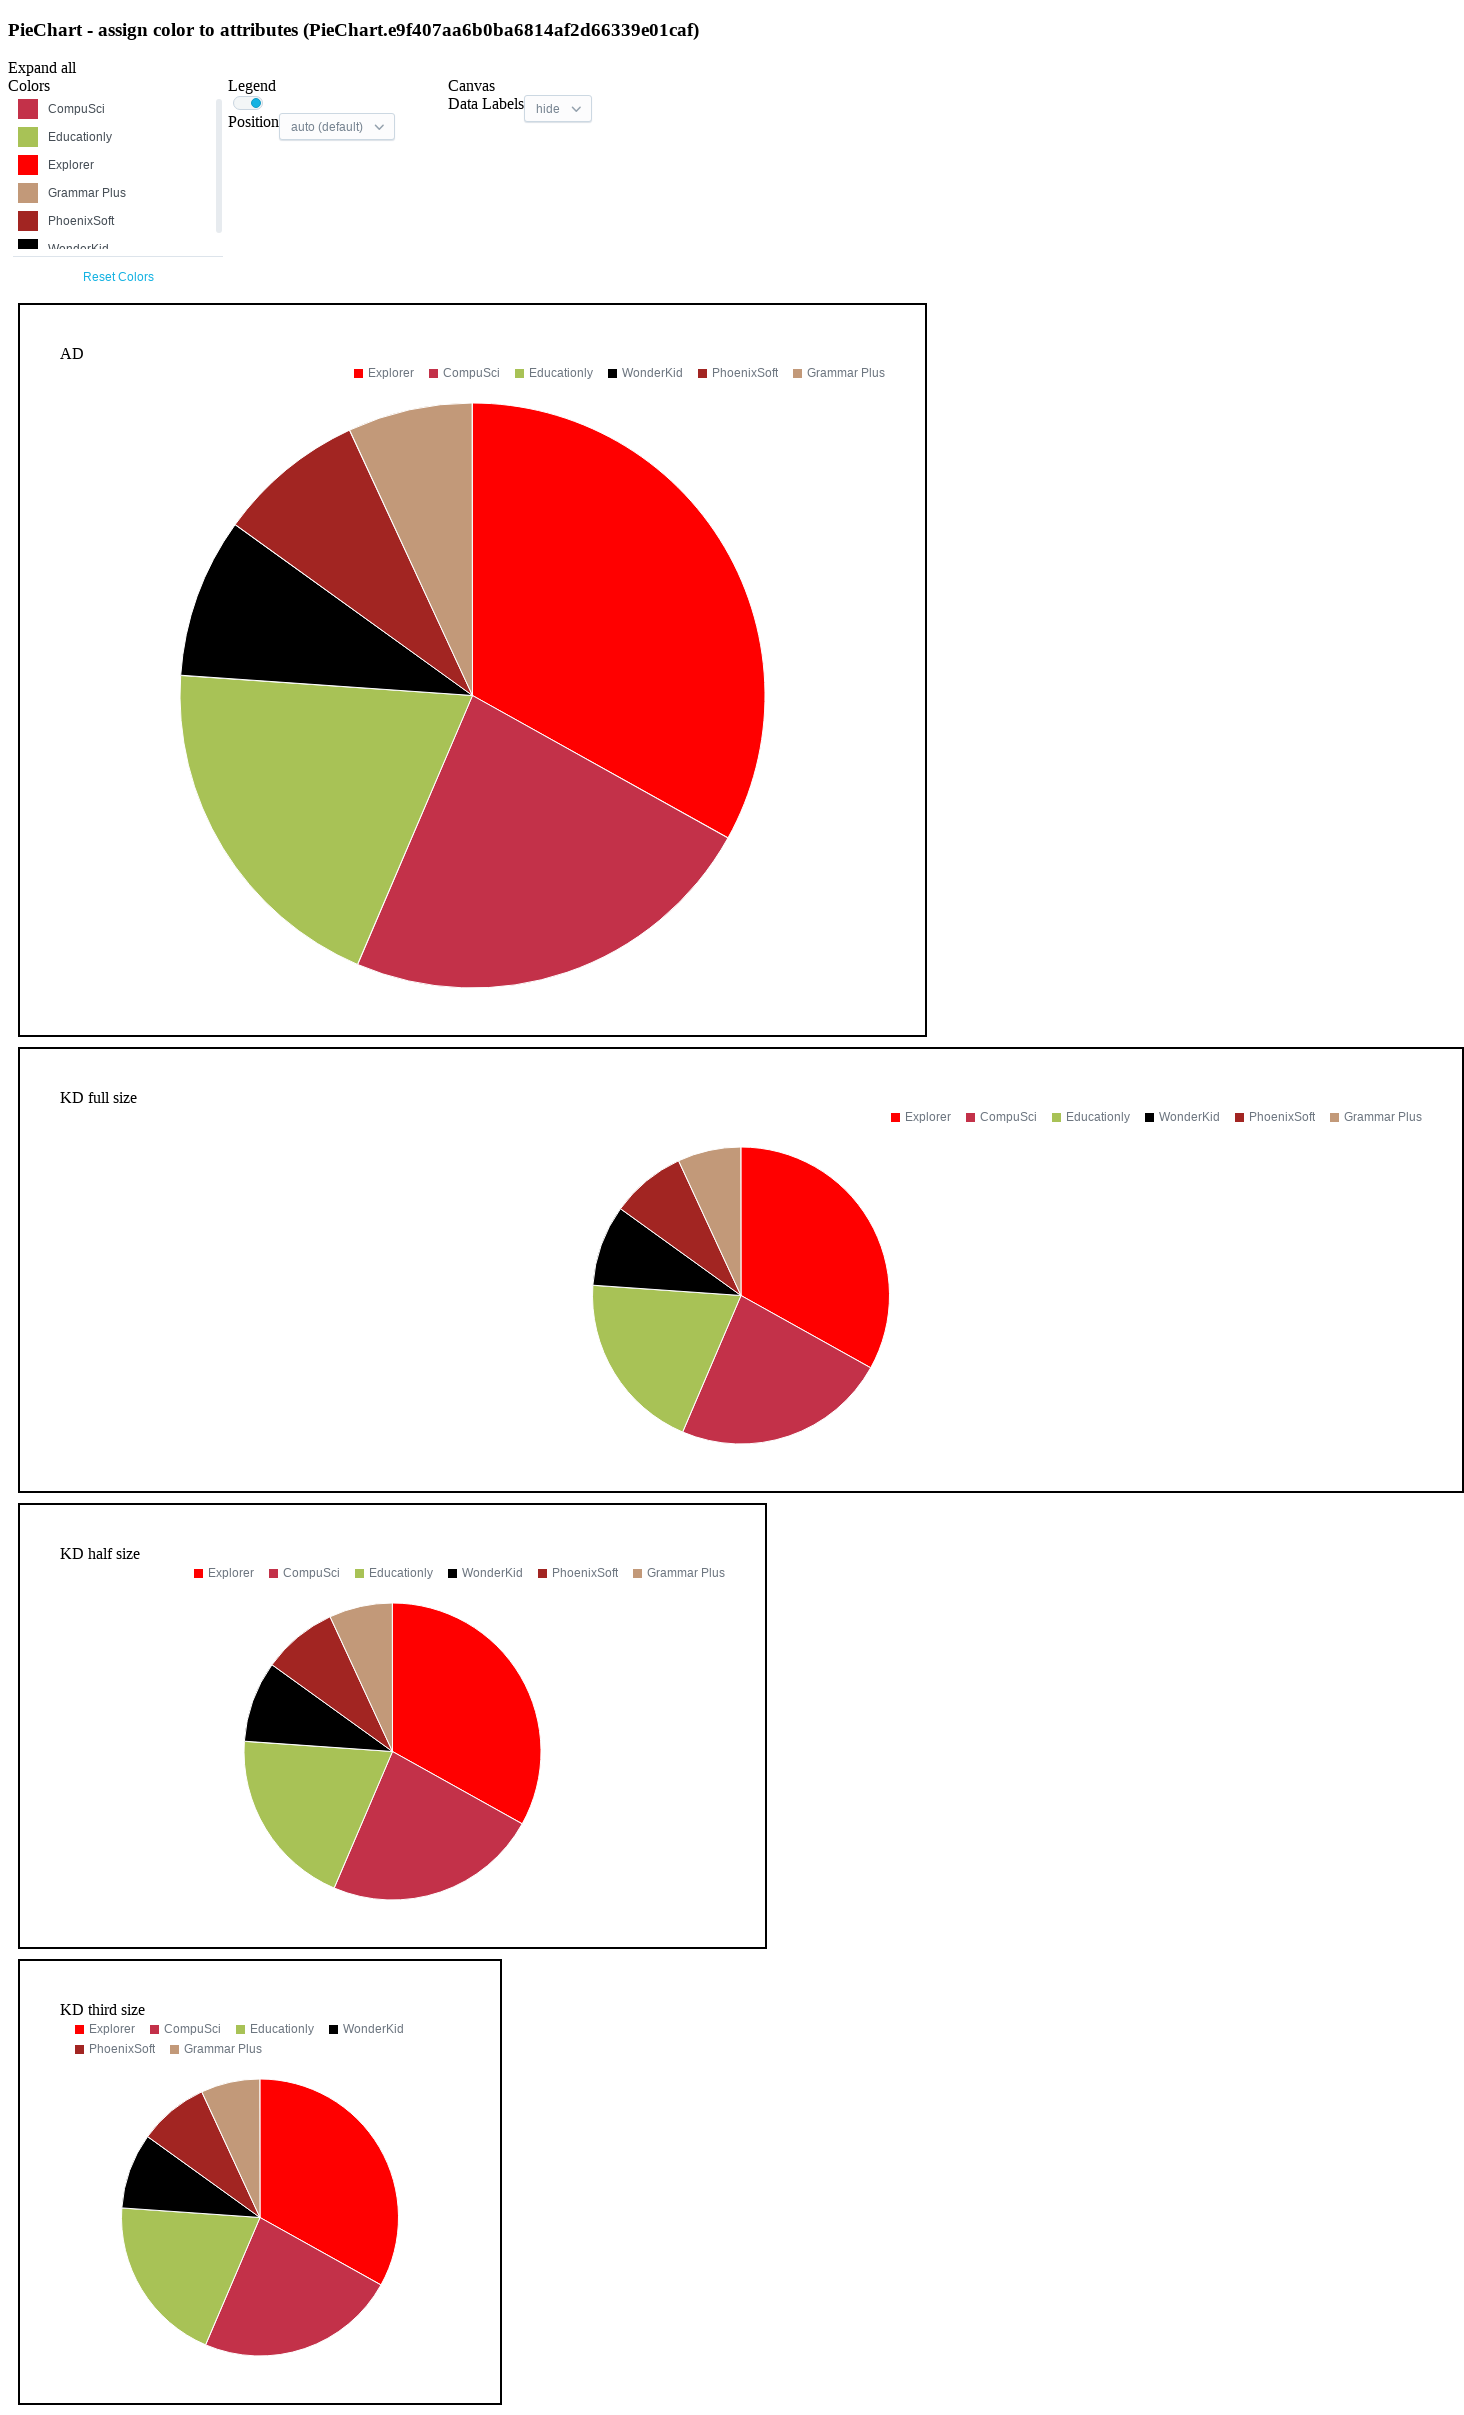 PieChart - assign color to attributes (PieChart.e9f407aa6b0ba6814af2d66339e01caf)
Expand all
Colors
CompuSci
Educationly
Explorer
Grammar Plus
PhoenixSoft
WonderKid
Reset Colors
Legend
Position auto (default)
Canvas
Data Labels hide
AD
Explorer CompuSci Educationly WonderKid PhoenixSoft Grammar Plus
KD full size
Explorer CompuSci Educationly WonderKid PhoenixSoft Grammar Plus
KD half size
Explorer CompuSci Educationly WonderKid PhoenixSoft Grammar Plus
KD third size
Explorer CompuSci Educationly WonderKid
PhoenixSoft Grammar Plus